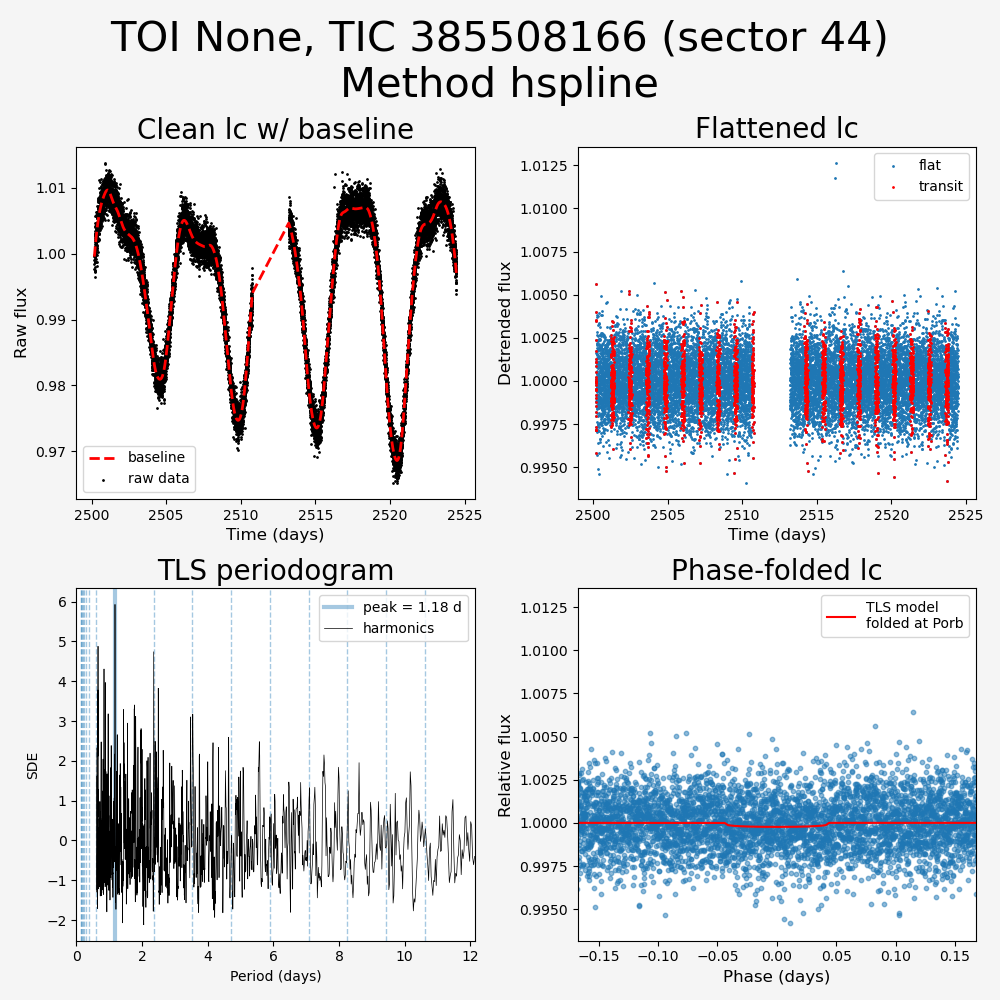 TOI None, TIC 385508166 (sector 44)
Method hspline
Clean lc w/ baseline
Raw flux
1.01
1.00
0.99
0.98
0.97
baseline
raw data
2500 2505 2510 2515 2520 2525
Time (days)
Flattened lc
Detrended flux
1.0125
1.0100
1.0075
1.0050
1.0025
1.0000
0.9975
0.9950
flat
transit
2500 2505 2510 2515 2520 2525
Time (days)
TLS periodogram
SDE
6
5
4
3
2
1
0
−1
−2
peak = 1.18 d
harmonics
0 2 4 6 8 10 12
Period (days)
Phase-folded lc
Relative flux
1.0125
1.0100
1.0075
1.0050
1.0025
1.0000
0.9975
0.9950
TLS model
folded at Porb
−0.15 −0.10 −0.05 0.00 0.05 0.10 0.15
Phase (days)